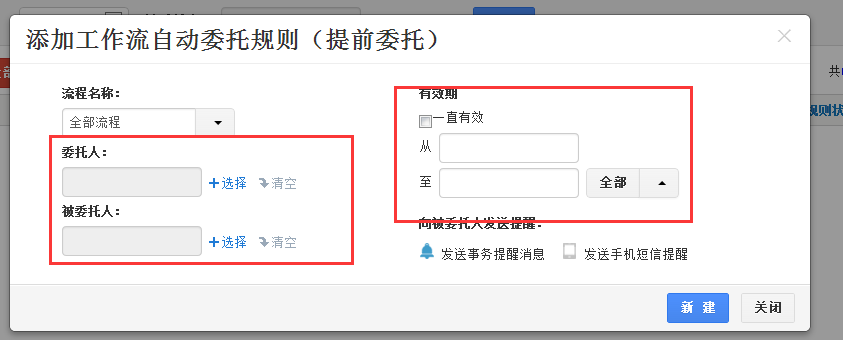 添加工作流自动委托规则（提前委托）
共
流程名称：
全部流程
委托人：
+选择 清空
被委托人：
+选择 清空
有效期
一直有效
从
至 全部
向被委托人发送提醒：
发送事务提醒消息 发送手机短信提醒
新 建 关闭